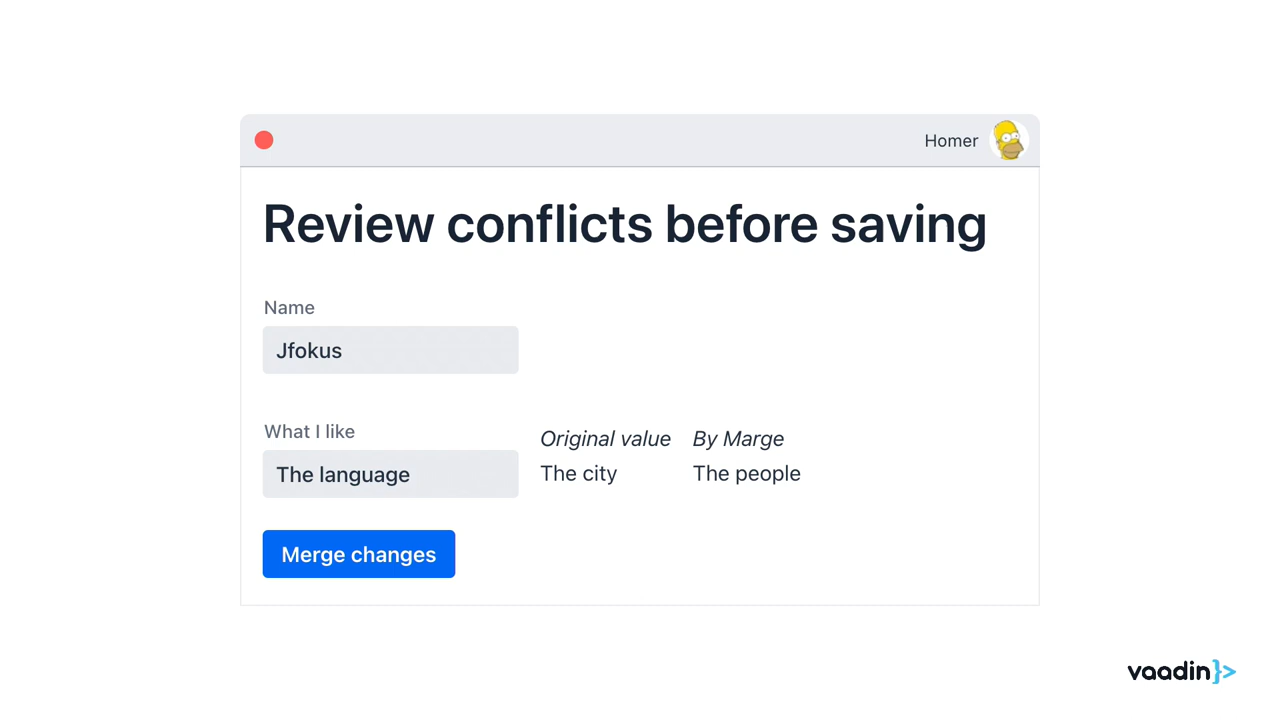 Homer
Review conflicts before saving
Name
Jfokus
What I like
Original value By Marge
The language
The city The people
Merge changes
vaadin}>